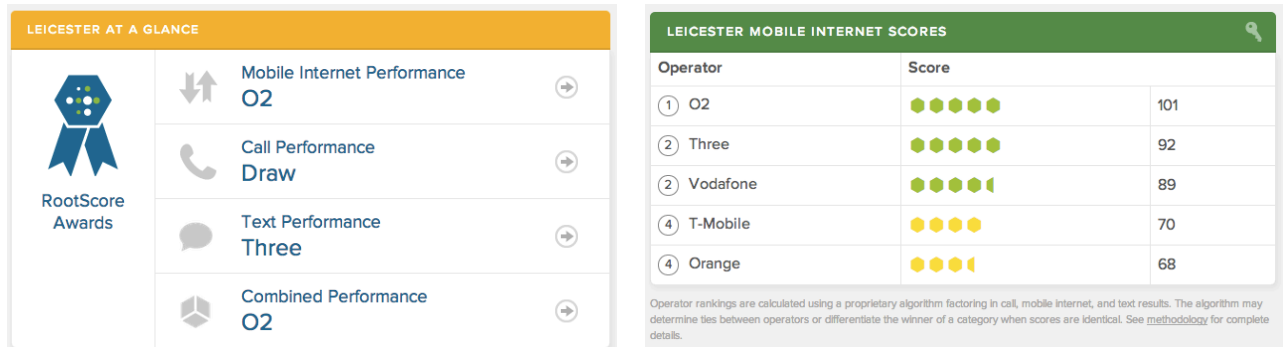 LEICESTER AT A GLANCE
RootScore
Awards
Mobile Internet Performance
O2
Call Performance
Draw
Text Performance
Three
Combined Performance
O2
LEICESTER MOBILE INTERNET SCORES
Operator Score
1 O2 101
2 Three 92
2 Vodafone 89
4 T-Mobile 70
4 Orange 68
Operator rankings are calculated using a proprietary algorithm factoring in call, mobile internet, and text results. The algorithm may
determine ties between operators or differentiate the winner of a category when scores are identical. See methodology for complete
details.